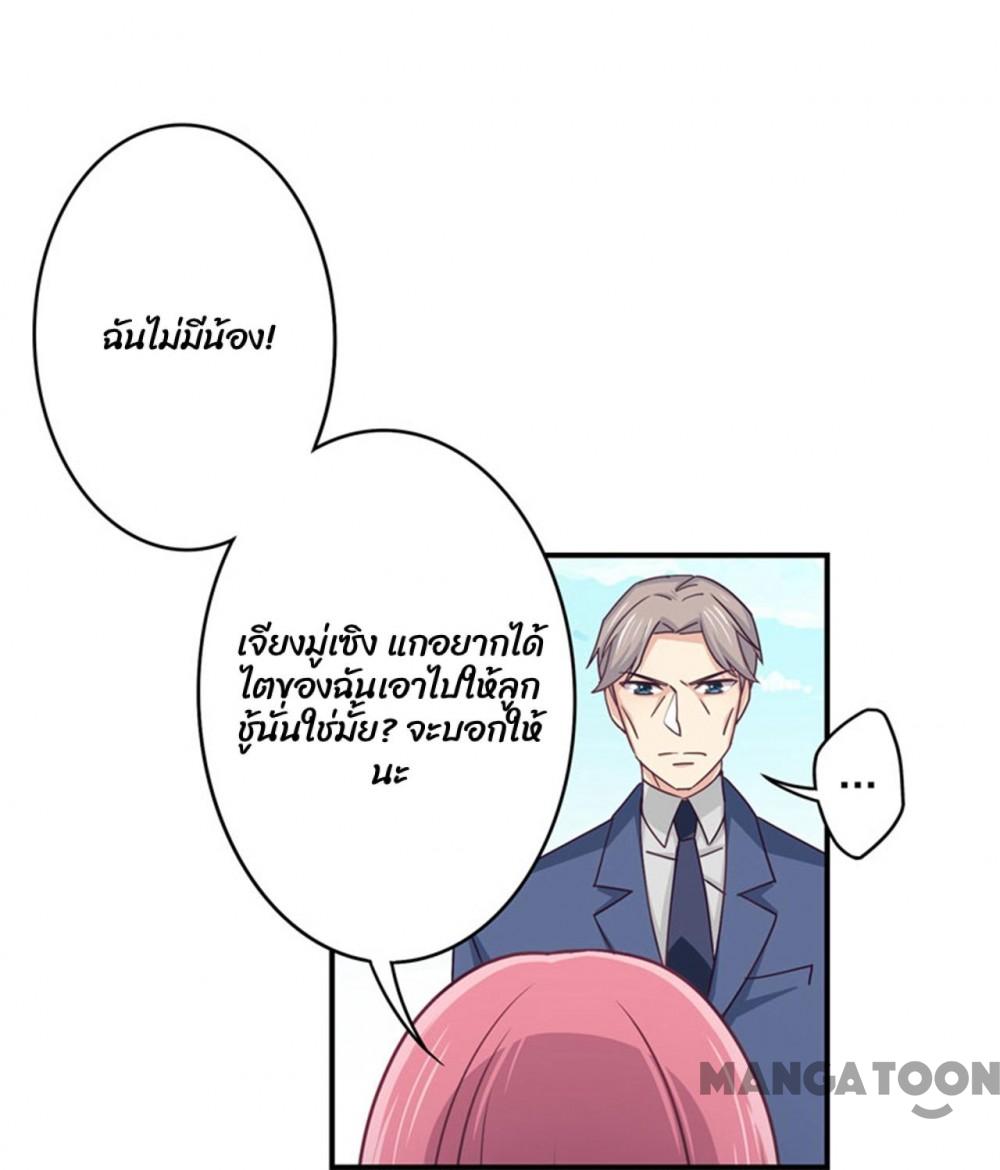 ฉันไม่มีน้อง!
เจียงมู่เซิง แกอยากได้
ไตของฉันเอาไปให้ลูก
ชู้นั่นใช่มั้ย? จะบอกให้
นะ
...
MANGATOON